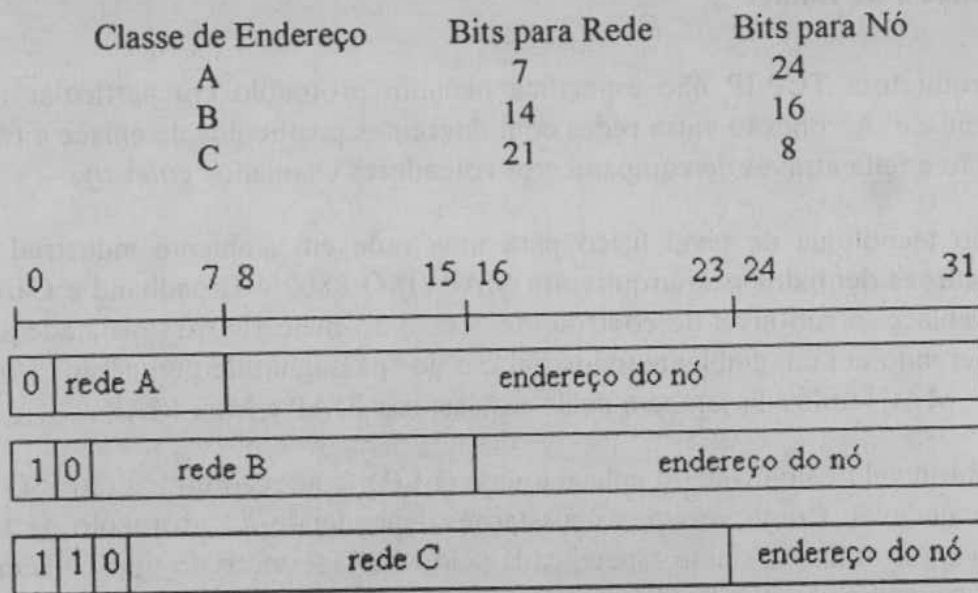 Classe de Endereço Bits para Rede Bits para Nó
A 7 24
B 14 16
C 21 8
0 7 8 15 16 23 24 31
0 rede A endereço do nó
1 0 rede B endereço do nó
1 1 0 rede C endereço do nó